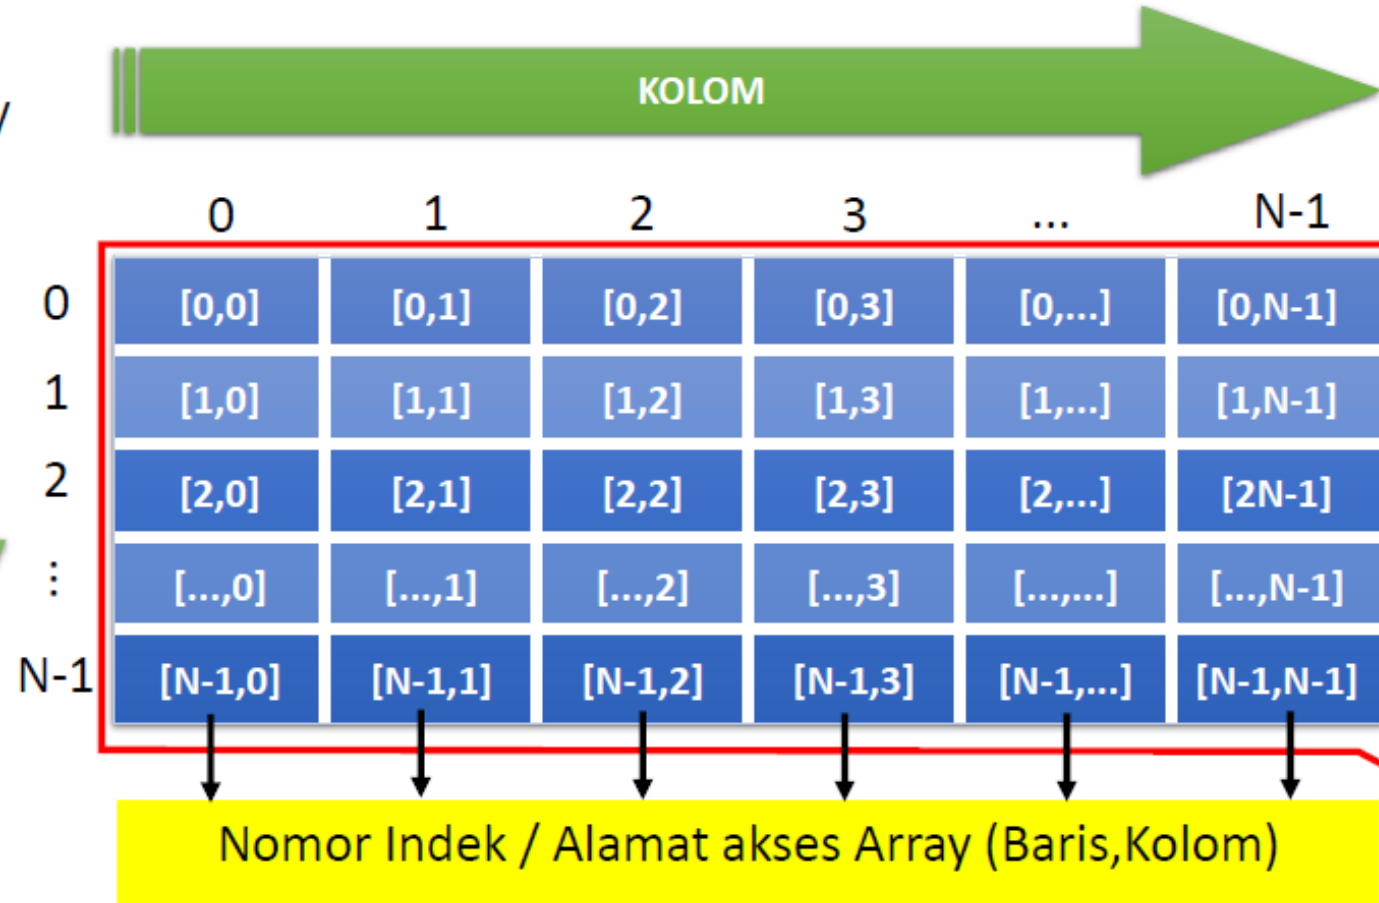 KOLOM
0 1 2 3 ... N-1
0 [0,0] [0,1] [0,2] [0,3] [0,...] [0,N-1]
1 [1,0] [1,1] [1,2] [1,3] [1,...] [1,N-1]
2 [2,0] [2,1] [2,2] [2,3] [2,...] [2N-1]
⋮ [...,0] [...,1] [...,2] [...,3] [...,...] [...,N-1]
N-1 [N-1,0] [N-1,1] [N-1,2] [N-1,3] [N-1,...] [N-1,N-1]
Nomor Indek / Alamat akses Array (Baris,Kolom)